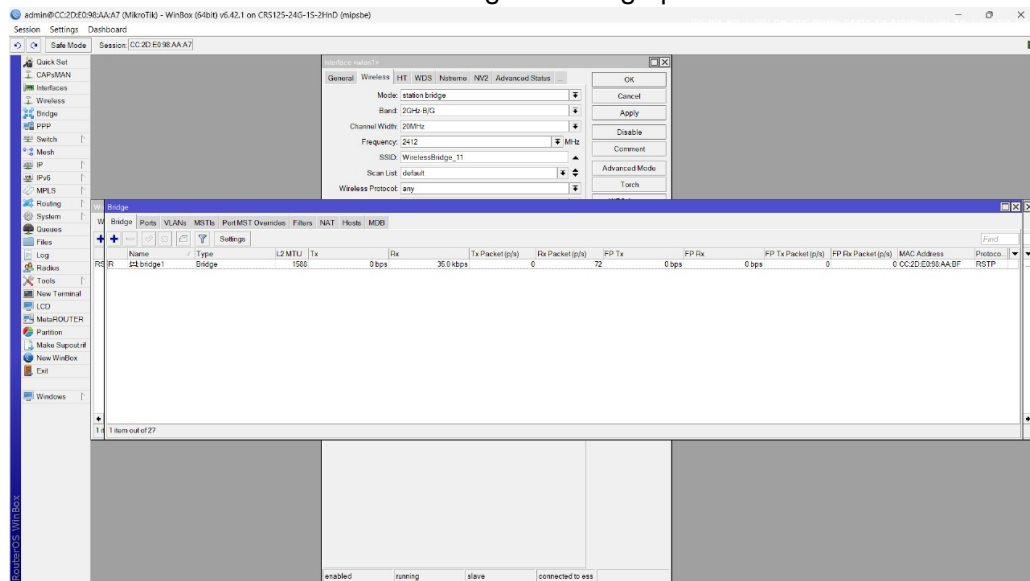 admin@CC:2D:E0:98:AA:A7 (MikroTik) - WinBox (64bit) v6.42.1 on CRS125-24G-1S-2HnD (mipsbe)
Session Settings Dashboard
Safe Mode Session: CC:2D:E0:98:AA:A7
Quick Set
CAPsMAN
Interfaces
Wireless
Bridge
PPP
Switch
Mesh
IP
IPv6
MPLS
Routing
System
Queues
Files
Log
Radius
Tools
New Terminal
LCD
MetaROUTER
Partition
Make Supout.rif
New WinBox
Exit
Windows
RouterOS WinBox
Interface <wlan1>
General Wireless HT WDS Nstreme NV2 Advanced Status ...
Mode: station bridge
Band: 2GHz-B/G
Channel Width: 20MHz
Frequency: 2412 MHz
SSID: WirelessBridge_11
Scan List: default
Wireless Protocol: any
OK
Cancel
Apply
Disable
Comment
Advanced Mode
Torch
Bridge
Bridge Ports VLANs MSTIs Port MST Overrides Filters NAT Hosts MDB
Settings Find
Name Type L2 MTU Tx Rx Tx Packet (p/s) Rx Packet (p/s) FP Tx FP Rx FP Tx Packet (p/s) FP Rx Packet (p/s) MAC Address Protoco...
RS R bridge1 Bridge 1588 0 bps 35.0 kbps 0 72 0 bps 0 bps 0 0 CC:2D:E0:98:AA:BF RSTP
1 item out of 27
enabled running slave connected to ess